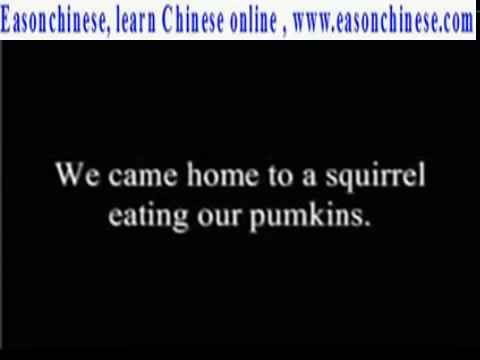 Easonchinese, learn Chinese online , www.easonchinese.com
We came home to a squirrel
eating our pumkins.